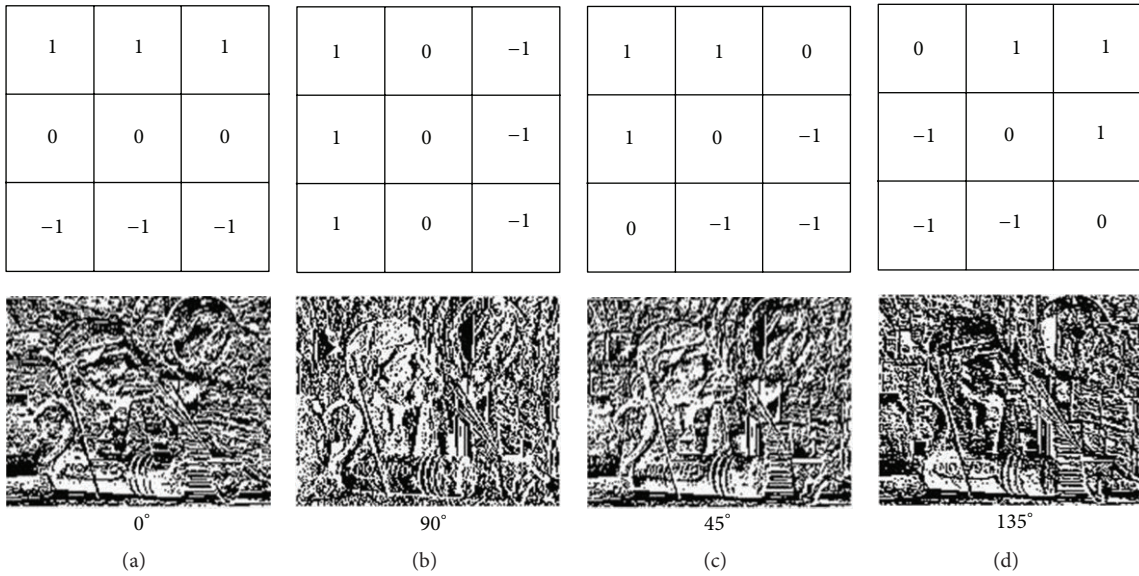 1 1 1 1 0 −1 1 1 0 0 1 1
0 0 0 1 0 −1 1 0 −1 −1 0 1
−1 −1 −1 1 0 −1 0 −1 −1 −1 −1 0
0° 90° 45° 135°
(a) (b) (c) (d)